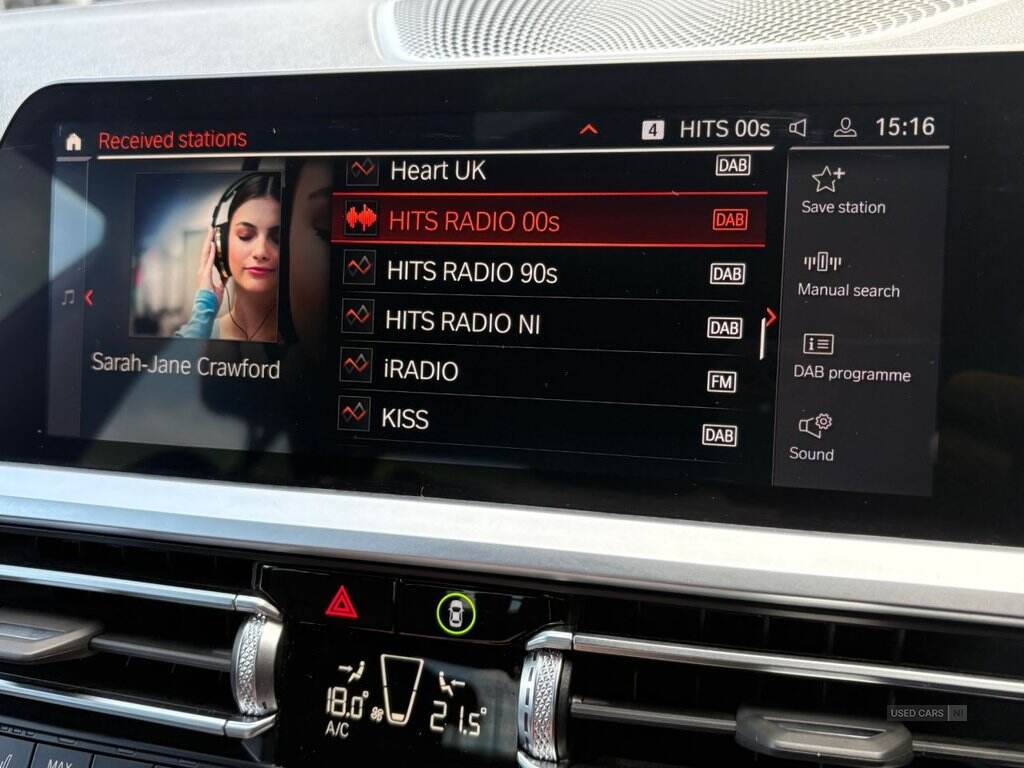 Received stations
4 HITS 00s 15:16
Heart UK DAB
HITS RADIO 00s DAB
HITS RADIO 90s DAB
HITS RADIO NI DAB
iRADIO FM
KISS DAB
Sarah-Jane Crawford
Save station
Manual search
DAB programme
Sound
18.0°
A/C
21.5°
MAX
USED CARS NI